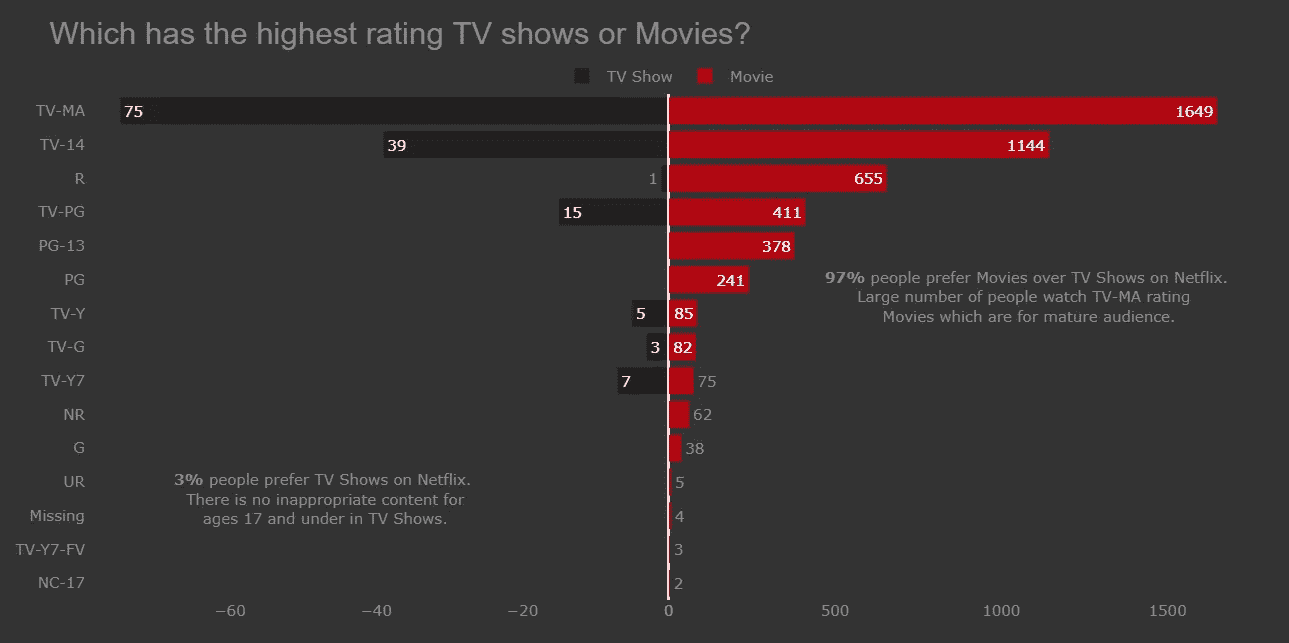 Which has the highest rating TV shows or Movies?
TV Show Movie
TV-MA 75 1649
TV-14 39 1144
R 1 655
TV-PG 15 411
PG-13 378
PG 241
97% people prefer Movies over TV Shows on Netflix.
Large number of people watch TV-MA rating
Movies which are for mature audience.
TV-Y 5 85
TV-G 3 82
TV-Y7 7 75
NR 62
G 38
3% people prefer TV Shows on Netflix.
There is no inappropriate content for
ages 17 and under in TV Shows.
UR 5
Missing 4
TV-Y7-FV 3
NC-17 2
−60 −40 −20 0 500 1000 1500